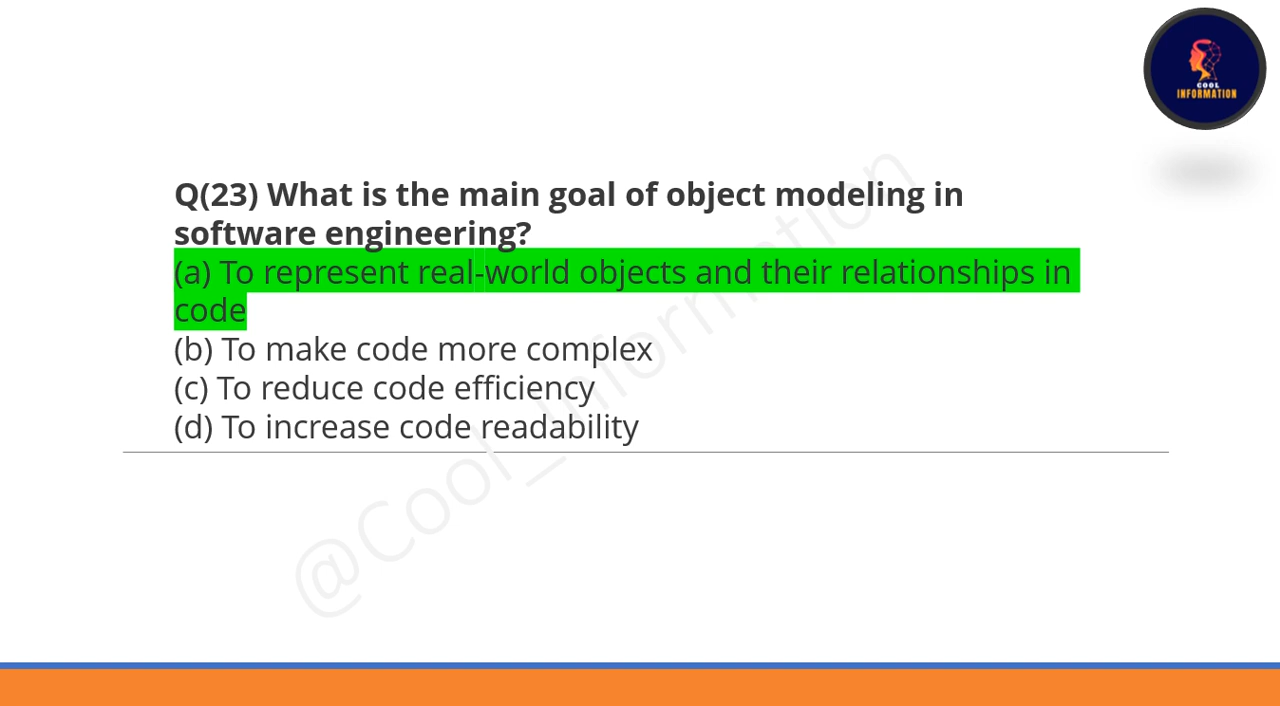 COOL
INFORMATION
Q(23) What is the main goal of object modeling in
software engineering?
(a) To represent real-world objects and their relationships in
code
(b) To make code more complex
(c) To reduce code efficiency
(d) To increase code readability
@Cool_Information